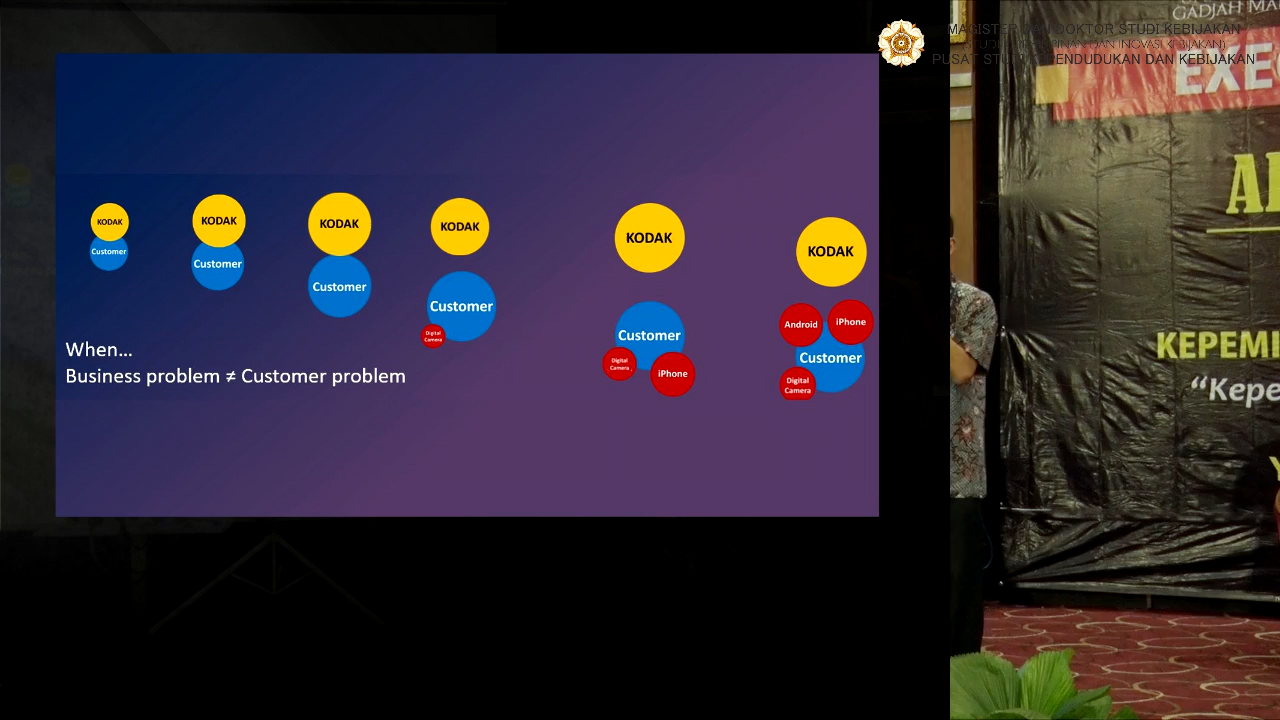 GADJAH MA
MAGISTER DAN DOKTOR STUDI KEBIJAKAN
PUSAT STUDI KEPENDUDUKAN DAN KEBIJAKAN
EXE
KODAK
Customer
KODAK
Customer
KODAK
Customer
KODAK
Customer
Digital
Camera
KODAK
Customer
Digital
Camera
iPhone
KODAK
Android
iPhone
Customer
Digital
Camera
When...
Business problem ≠ Customer problem
KEPEMI
“Kepe